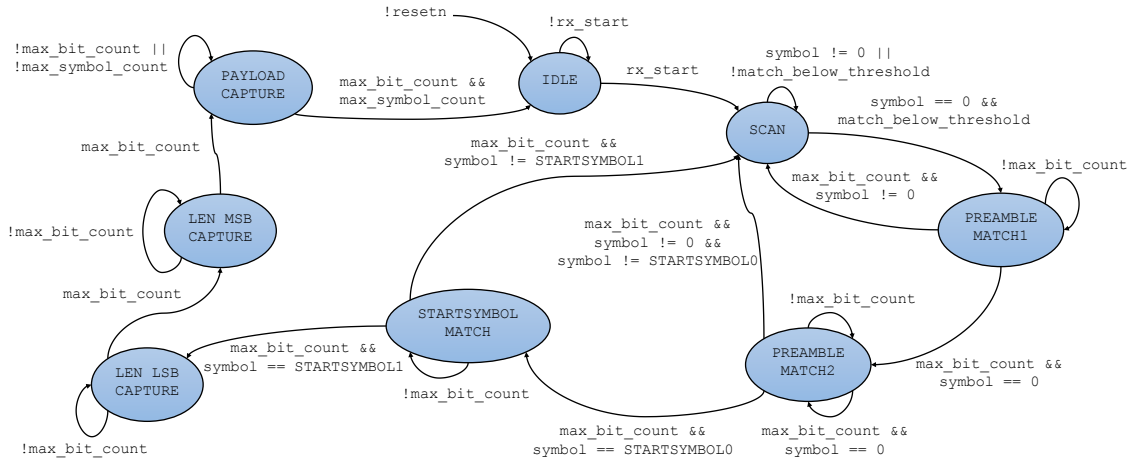 !resetn
!rx_start
!max_bit_count ||
!max_symbol_count
PAYLOAD
CAPTURE
max_bit_count &&
max_symbol_count
IDLE
rx_start
symbol != 0 ||
!match_below_threshold
symbol == 0 &&
match_below_threshold
SCAN
max_bit_count
max_bit_count &&
symbol != STARTSYMBOL1
max_bit_count &&
symbol != 0
!max_bit_count
LEN MSB
CAPTURE
!max_bit_count
PREAMBLE
MATCH1
max_bit_count &&
symbol != 0 &&
symbol != STARTSYMBOL0
max_bit_count
STARTSYMBOL
MATCH
!max_bit_count
max_bit_count &&
symbol == STARTSYMBOL1
PREAMBLE
MATCH2
max_bit_count &&
symbol == 0
LEN LSB
CAPTURE
!max_bit_count
!max_bit_count
max_bit_count &&
symbol == STARTSYMBOL0
max_bit_count &&
symbol == 0